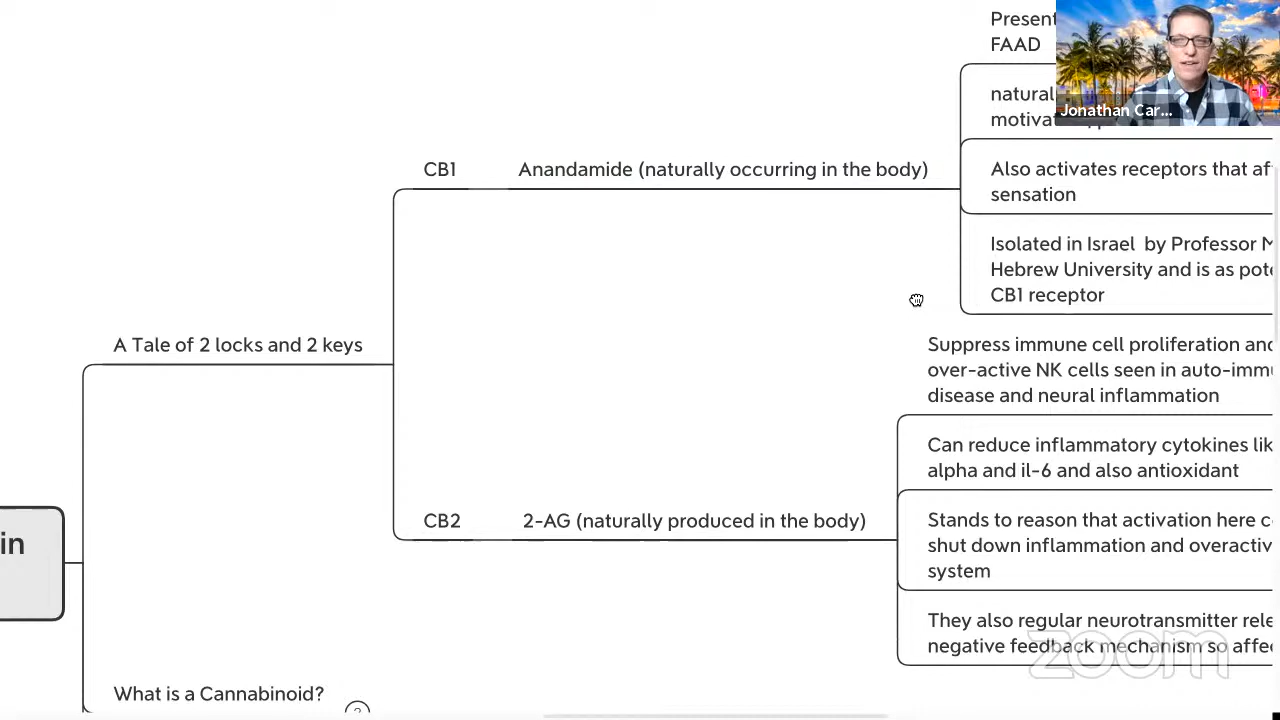 Present
FAAD
natural
Jonathan Car...
Also activates receptors that af
sensation
CB1 Anandamide (naturally occurring in the body)
Isolated in Israel by Professor M
Hebrew University and is as pote
CB1 receptor
A Tale of 2 locks and 2 keys
Suppress immune cell proliferation and
over-active NK cells seen in auto-immu
disease and neural inflammation
Can reduce inflammatory cytokines lik
alpha and il-6 and also antioxidant
CB2 2-AG (naturally produced in the body)
Stands to reason that activation here c
shut down inflammation and overactiv
system
They also regular neurotransmitter rele
negative feedback mechanism so affe
zoom
What is a Cannabinoid?
in